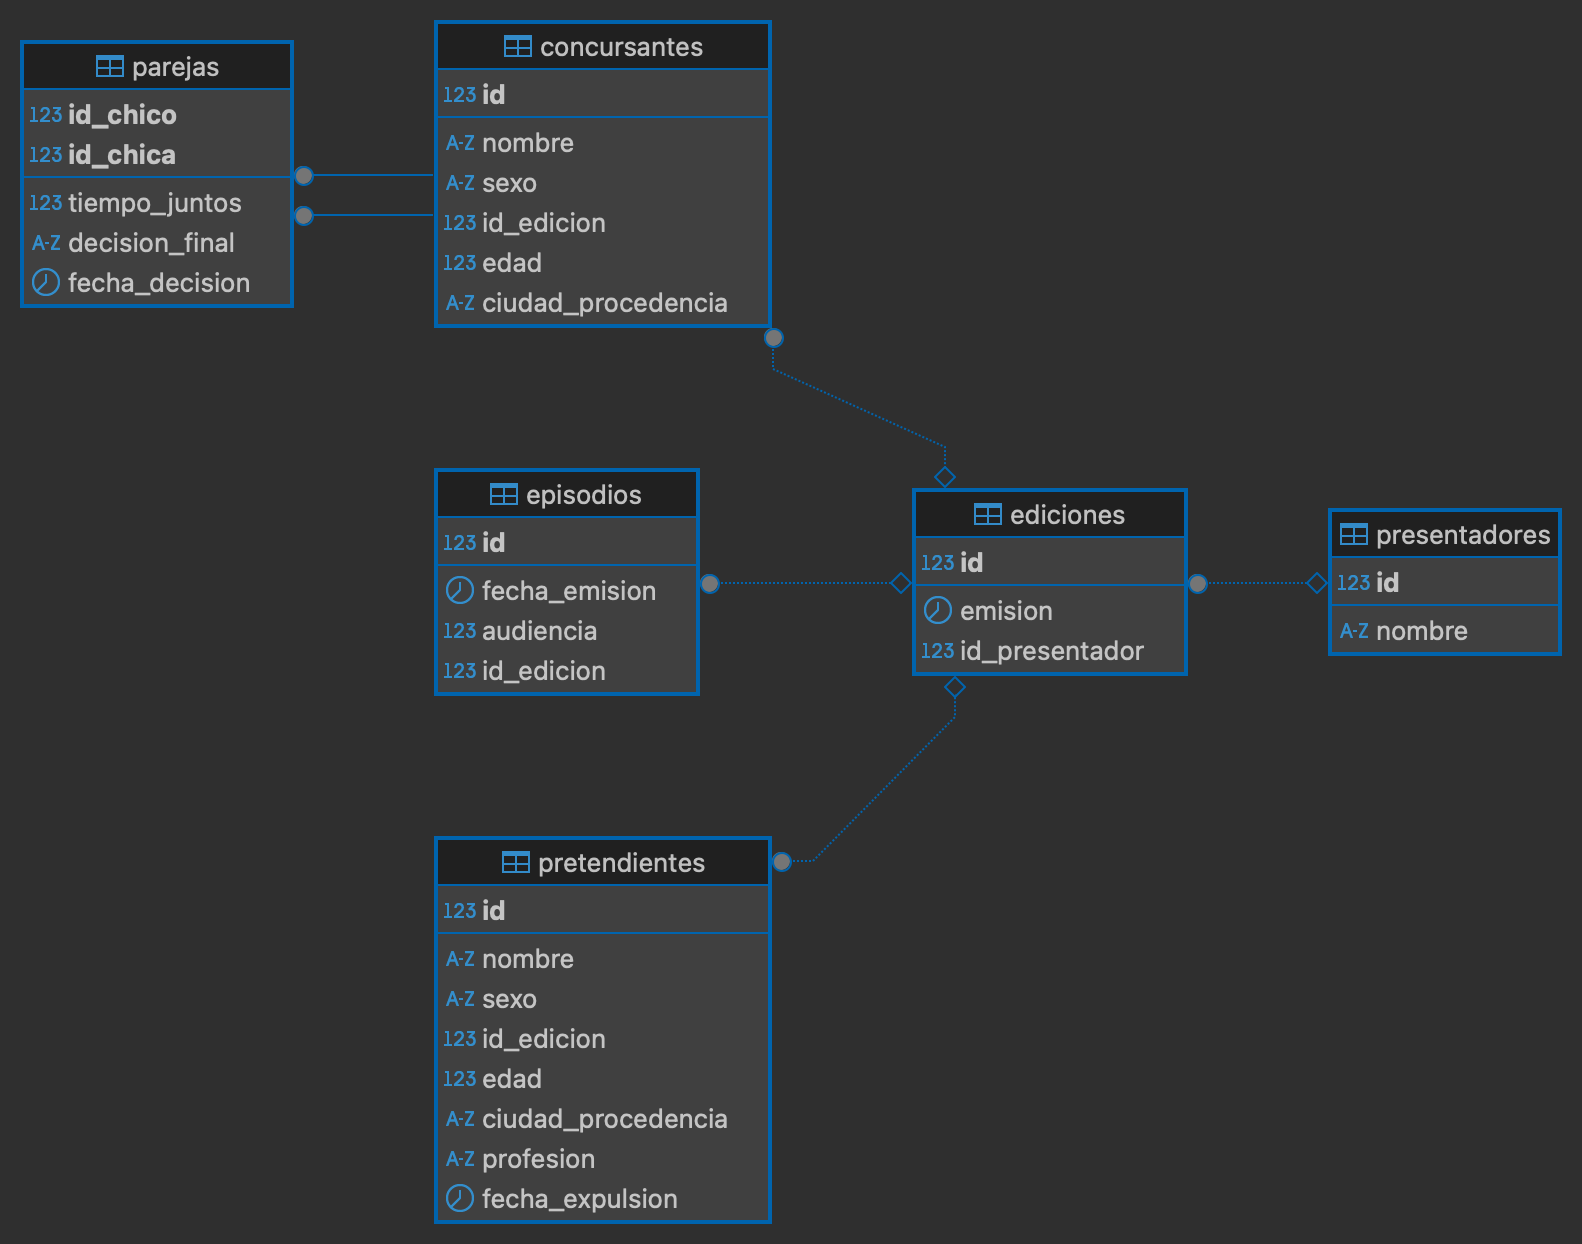 parejas
123 id_chico
123 id_chica
123 tiempo_juntos
A-Z decision_final
fecha_decision
concursantes
123 id
A-Z nombre
A-Z sexo
123 id_edicion
123 edad
A-Z ciudad_procedencia
episodios
123 id
fecha_emision
123 audiencia
123 id_edicion
ediciones
123 id
emision
123 id_presentador
presentadores
123 id
A-Z nombre
pretendientes
123 id
A-Z nombre
A-Z sexo
123 id_edicion
123 edad
A-Z ciudad_procedencia
A-Z profesion
fecha_expulsion